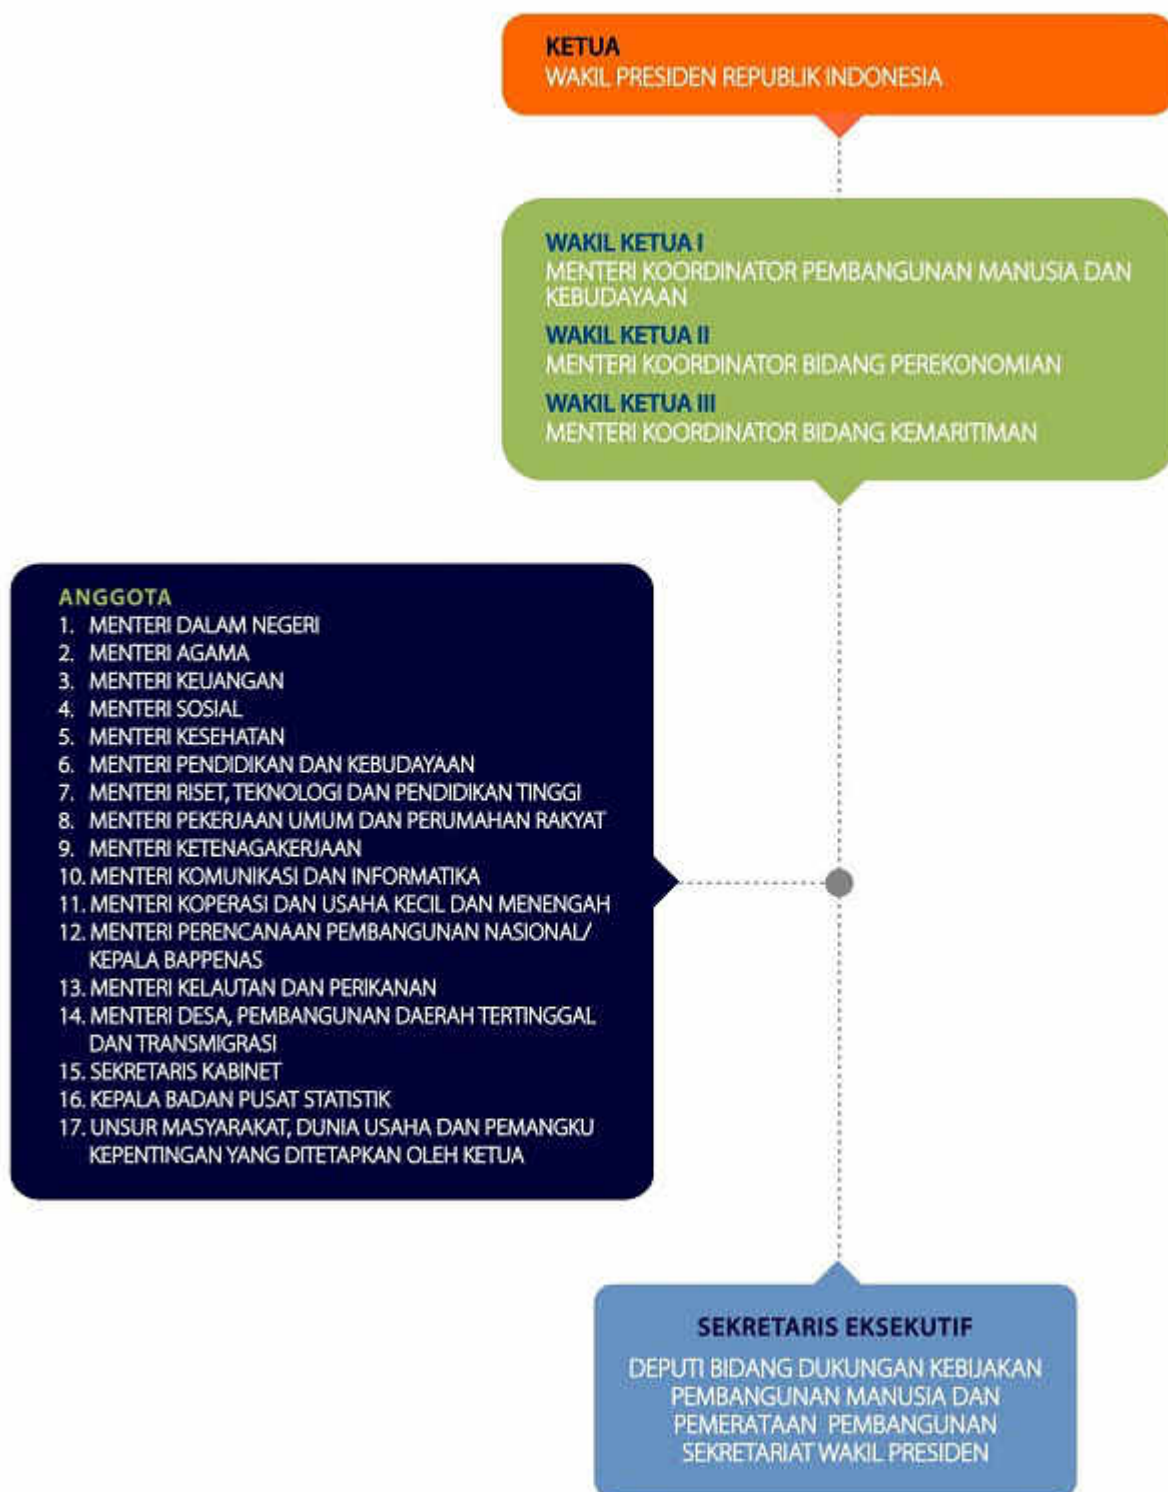 KETUA
WAKIL PRESIDEN REPUBLIK INDONESIA
WAKIL KETUA I
MENTERI KOORDINATOR PEMBANGUNAN MANUSIA DAN
KEBUDAYAAN
WAKIL KETUA II
MENTERI KOORDINATOR BIDANG PEREKONOMIAN
WAKIL KETUA III
MENTERI KOORDINATOR BIDANG KEMARITIMAN
ANGGOTA
1. MENTERI DALAM NEGERI
2. MENTERI AGAMA
3. MENTERI KEUANGAN
4. MENTERI SOSIAL
5. MENTERI KESEHATAN
6. MENTERI PENDIDIKAN DAN KEBUDAYAAN
7. MENTERI RISET, TEKNOLOGI DAN PENDIDIKAN TINGGI
8. MENTERI PEKERJAAN UMUM DAN PERUMAHAN RAKYAT
9. MENTERI KETENAGAKERJAAN
10. MENTERI KOMUNIKASI DAN INFORMATIKA
11. MENTERI KOPERASI DAN USAHA KECIL DAN MENENGAH
12. MENTERI PERENCANAAN PEMBANGUNAN NASIONAL/
KEPALA BAPPENAS
13. MENTERI KELAUTAN DAN PERIKANAN
14. MENTERI DESA, PEMBANGUNAN DAERAH TERTINGGAL
DAN TRANSMIGRASI
15. SEKRETARIS KABINET
16. KEPALA BADAN PUSAT STATISTIK
17. UNSUR MASYARAKAT, DUNIA USAHA DAN PEMANGKU
KEPENTINGAN YANG DITETAPKAN OLEH KETUA
SEKRETARIS EKSEKUTIF
DEPUTI BIDANG DUKUNGAN KEBIJAKAN
PEMBANGUNAN MANUSIA DAN
PEMERATAAN PEMBANGUNAN
SEKRETARIAT WAKIL PRESIDEN